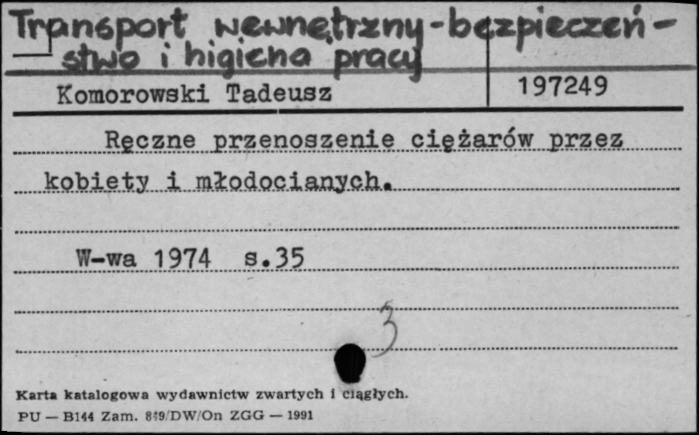 Transport wewnętrzny-bezpieczeń-
stwo i higiena pracy
Komorowski Tadeusz 197249
Ręczne przenoszenie ciężarów przez
kobiety i młodocianych.
W-wa 1974 s.35
3
Karta katalogowa wydawnictw zwartych i ciągłych.
PU — B144 Zam. 869/DW/On ZGG — 1991